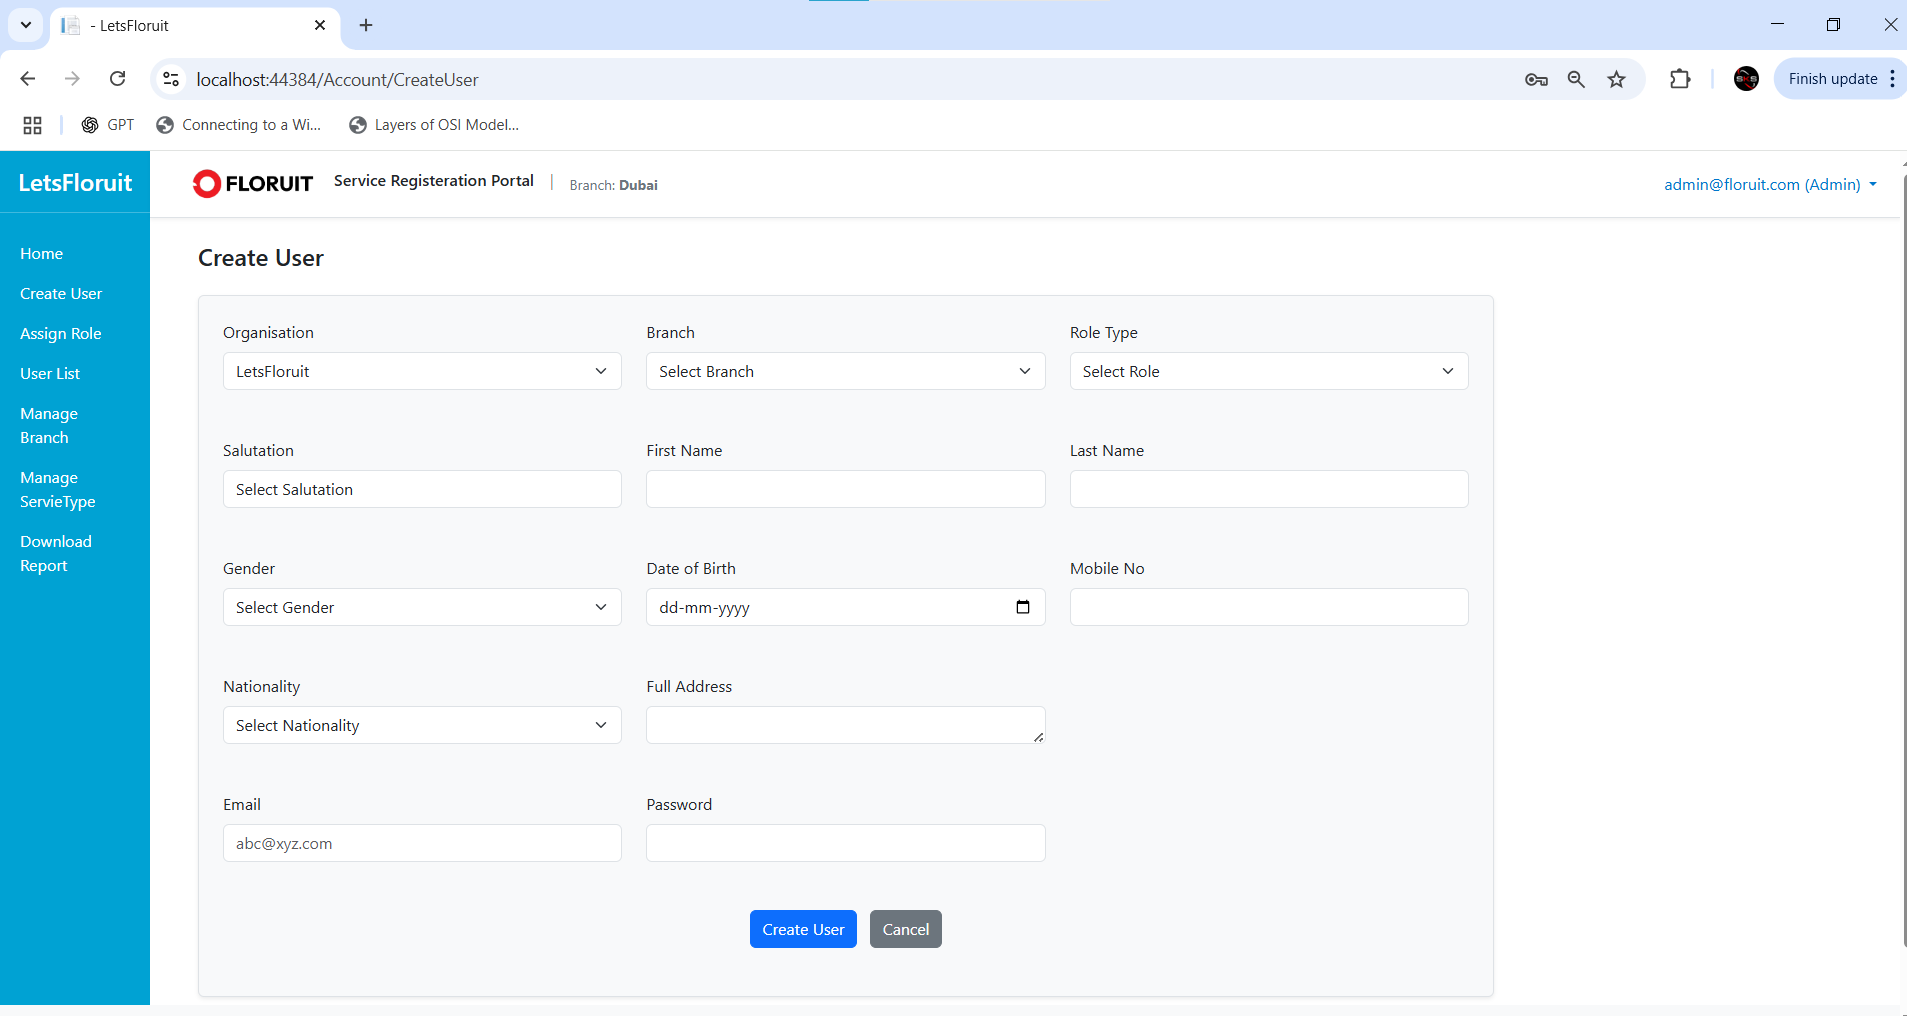 - LetsFloruit
localhost:44384/Account/CreateUser
Finish update
GPT
Connecting to a Wi...
Layers of OSI Model...
LetsFloruit
FLORUIT
Service Registeration Portal
Branch: Dubai
admin@floruit.com (Admin)
Home
Create User
Assign Role
User List
Manage
Branch
Manage
ServieType
Download
Report
Create User
Organisation
Branch
Role Type
LetsFloruit
Select Branch
Select Role
Salutation
First Name
Last Name
Select Salutation
Gender
Date of Birth
Mobile No
Select Gender
dd-mm-yyyy
Nationality
Full Address
Select Nationality
Email
Password
abc@xyz.com
Create User
Cancel